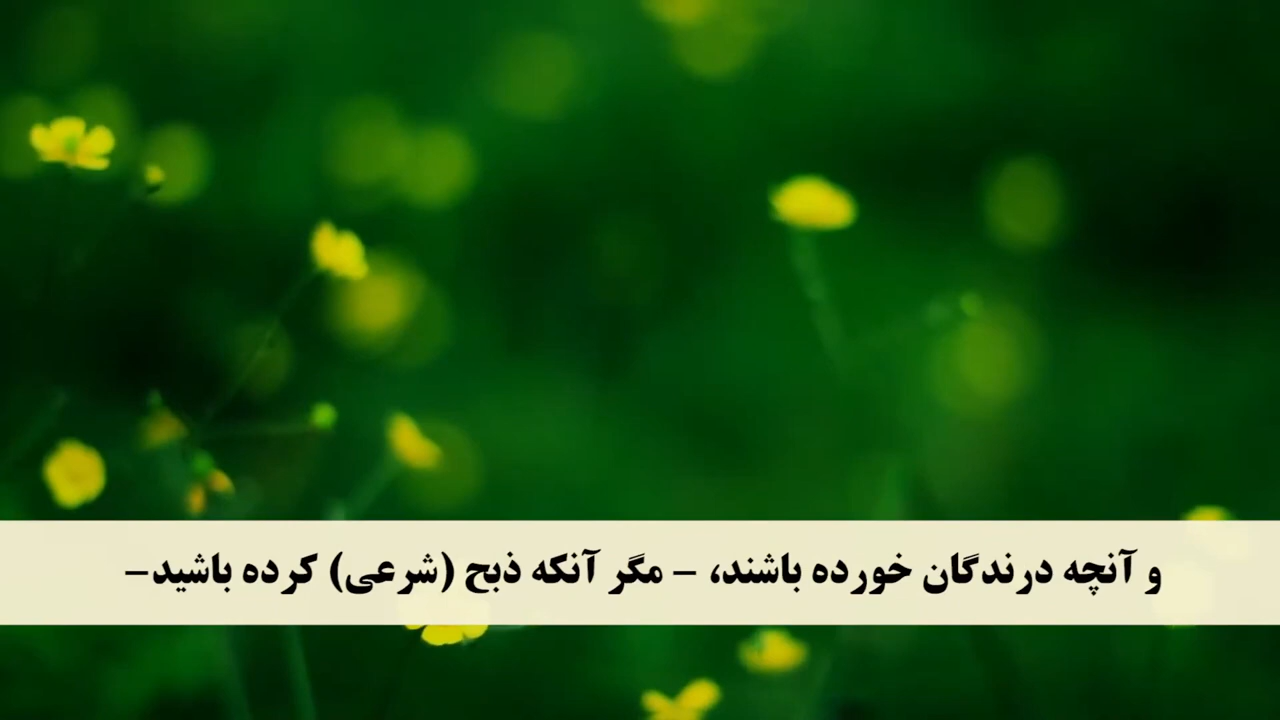 و آنچه درندگان خورده باشند، – مگر آنکه ذبح (شرعی) کرده باشید–